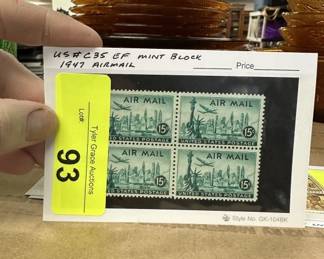 US#C35 EF MINT BLOCK
1947 AIRMAIL
Price
Lot#
93
Tyler Grace Auctions
AIR MAIL
15¢
UNITED STATES POSTAGE
AIR MAIL
15¢
UNITED STATES POSTAGE
AIR MAIL
15¢
UNITED STATES POSTAGE
AIR MAIL
15¢
UNITED STATES POSTAGE
Style No. GK-104BK